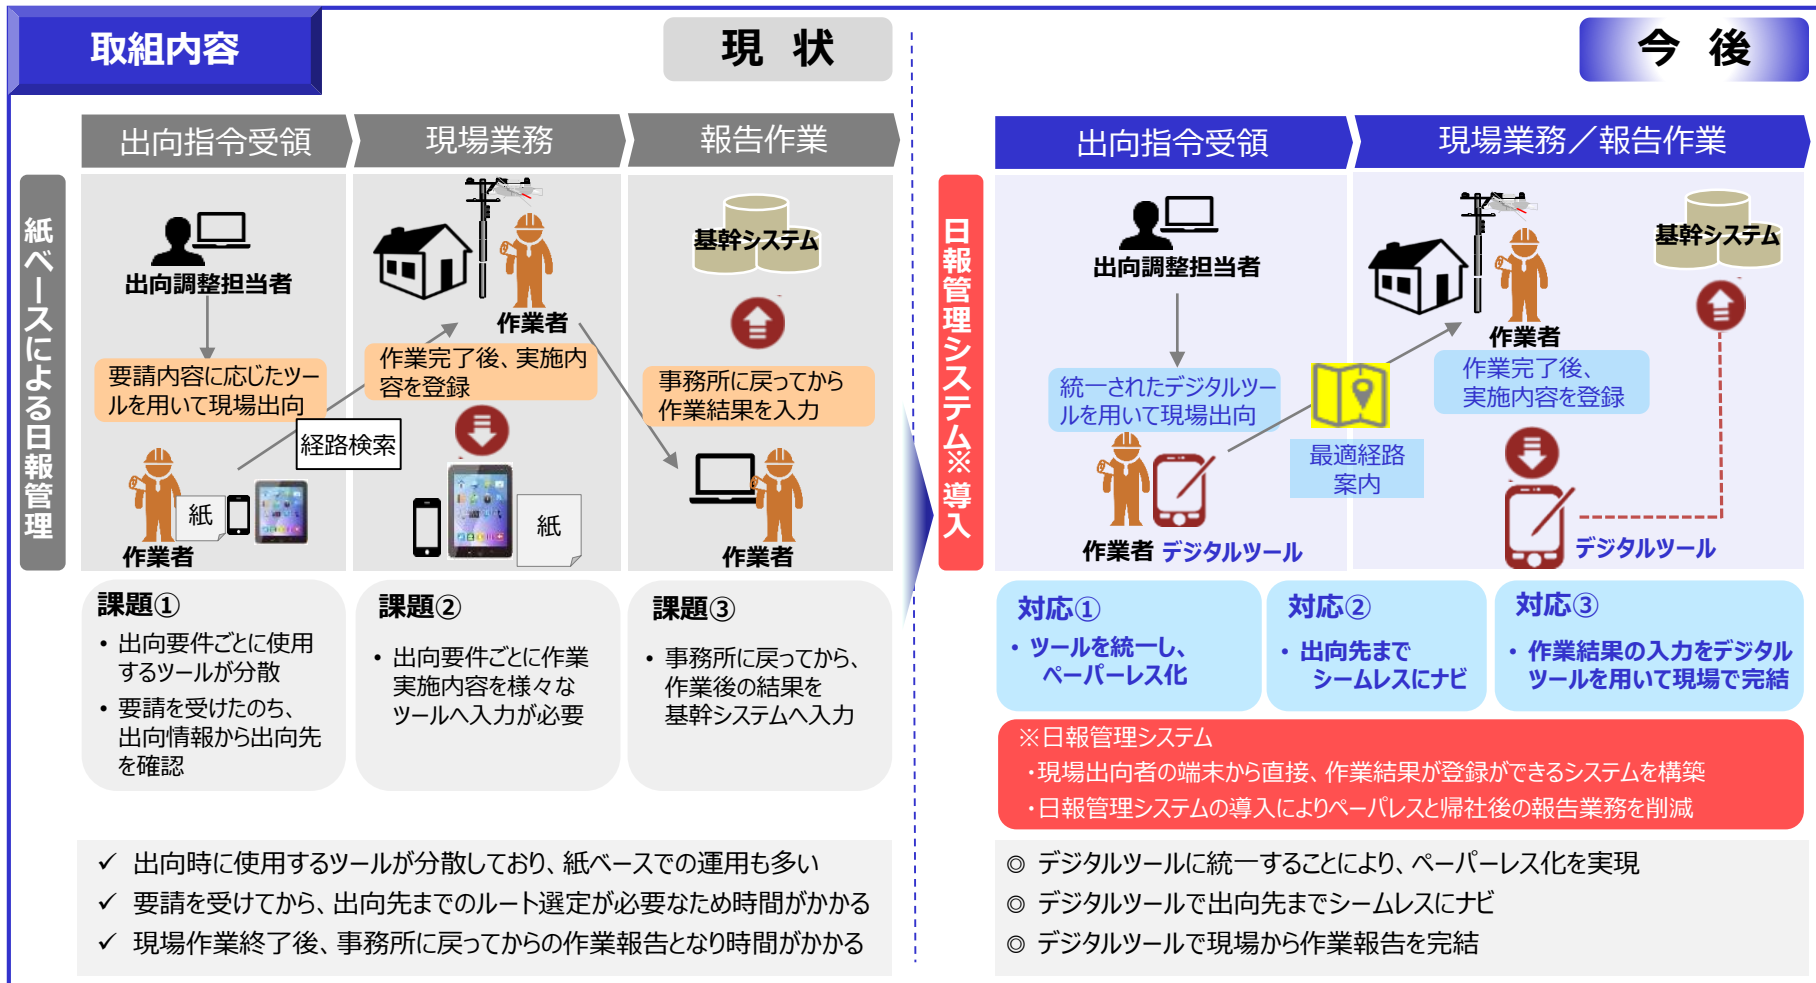 取組内容
現 状
出向指令受領
現場業務
報告作業
紙ベースによる日報管理
出向調整担当者
要請内容に応じたツー
ルを用いて現場出向
経路検索
紙
作業者
作業者
作業完了後、実施内
容を登録
紙
基幹システム
事務所に戻ってから
作業結果を入力
作業者
課題①
・出向要件ごとに使用
するツールが分散
・要請を受けたのち、
出向情報から出向先
を確認
課題②
・出向要件ごとに作業
実施内容を様々な
ツールへ入力が必要
課題③
・事務所に戻ってから、
作業後の結果を
基幹システムへ入力
✓ 出向時に使用するツールが分散しており、紙ベースでの運用も多い
✓ 要請を受けてから、出向先までのルート選定が必要なため時間がかかる
✓ 現場作業終了後、事務所に戻ってからの作業報告となり時間がかかる
今 後
出向指令受領
現場業務／報告作業
日報管理システム※導入
出向調整担当者
統一されたデジタルツー
ルを用いて現場出向
作業者 デジタルツール
最適経路
案内
作業者
作業完了後、
実施内容を登録
デジタルツール
基幹システム
対応①
・ツールを統一し、
ペーパーレス化
対応②
・出向先まで
シームレスにナビ
対応③
・作業結果の入力をデジタル
ツールを用いて現場で完結
※日報管理システム
・現場出向者の端末から直接、作業結果が登録ができるシステムを構築
・日報管理システムの導入によりペーパレスと帰社後の報告業務を削減
◎ デジタルツールに統一することにより、ペーパーレス化を実現
◎ デジタルツールで出向先までシームレスにナビ
◎ デジタルツールで現場から作業報告を完結